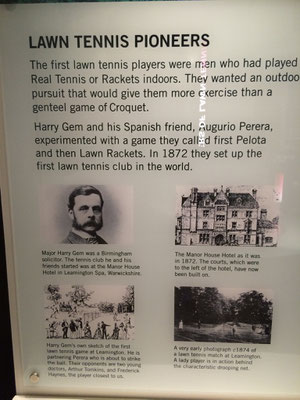 LAWN TENNIS PIONEERS
The first lawn tennis players were men who had played
Real Tennis or Rackets indoors. They wanted an outdoo
pursuit that would give them more exercise than a
genteel game of Croquet.
Harry Gem and his Spanish friend, Augurio Perera,
experimented with a game they called first Pelota
and then Lawn Rackets. In 1872 they set up the
first lawn tennis club in the world.
Major Harry Gem was a Birmingham
solicitor. The tennis club he and his
friends started was at the Manor House
Hotel in Leamington Spa, Warwickshire.
The Manor House Hotel as it was
in 1872. The courts, which were
to the left of the hotel, have now
been built on.
Harry Gem's own sketch of the first
lawn tennis game at Leamington. He is
partnering Perera who is about to strike
the ball. Their opponents are two young
doctors, Arthur Tomkins, and Frederick
Haynes, the player closest to us.
A very early photograph c1874 of
a lawn tennis match at Leamington.
A lady player is in action behind
the characteristic drooping net.